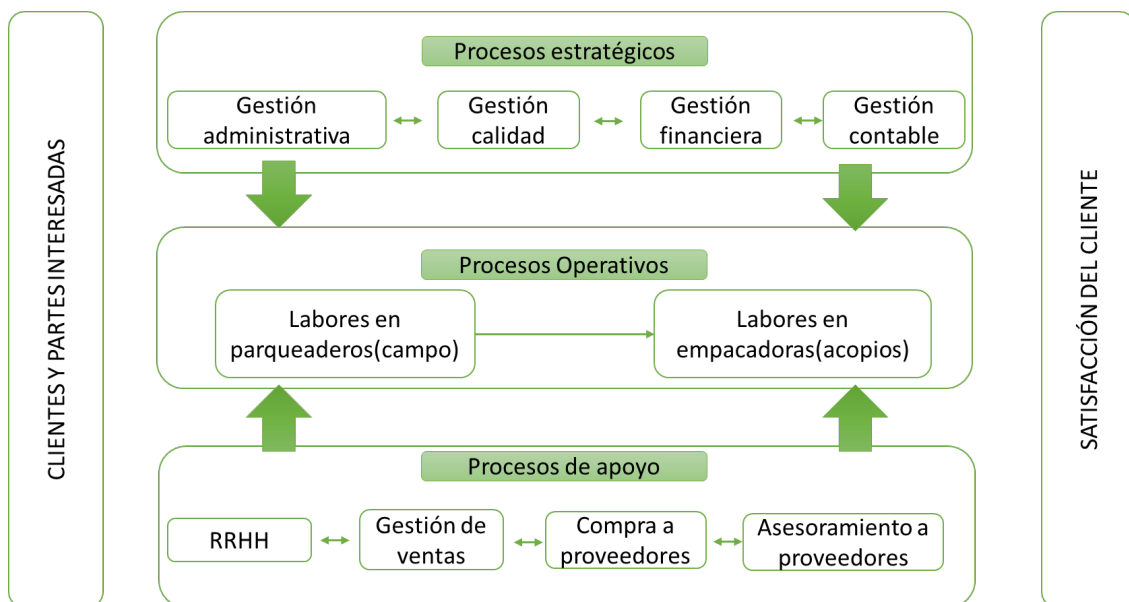 CLIENTES Y PARTES INTERESADAS
Procesos estratégicos
Gestión
administrativa
Gestión
calidad
Gestión
financiera
Gestión
contable
Procesos Operativos
Labores en
parqueaderos(campo)
Labores en
empacadoras(acopios)
Procesos de apoyo
RRHH
Gestión de
ventas
Compra a
proveedores
Asesoramiento a
proveedores
SATISFACCIÓN DEL CLIENTE